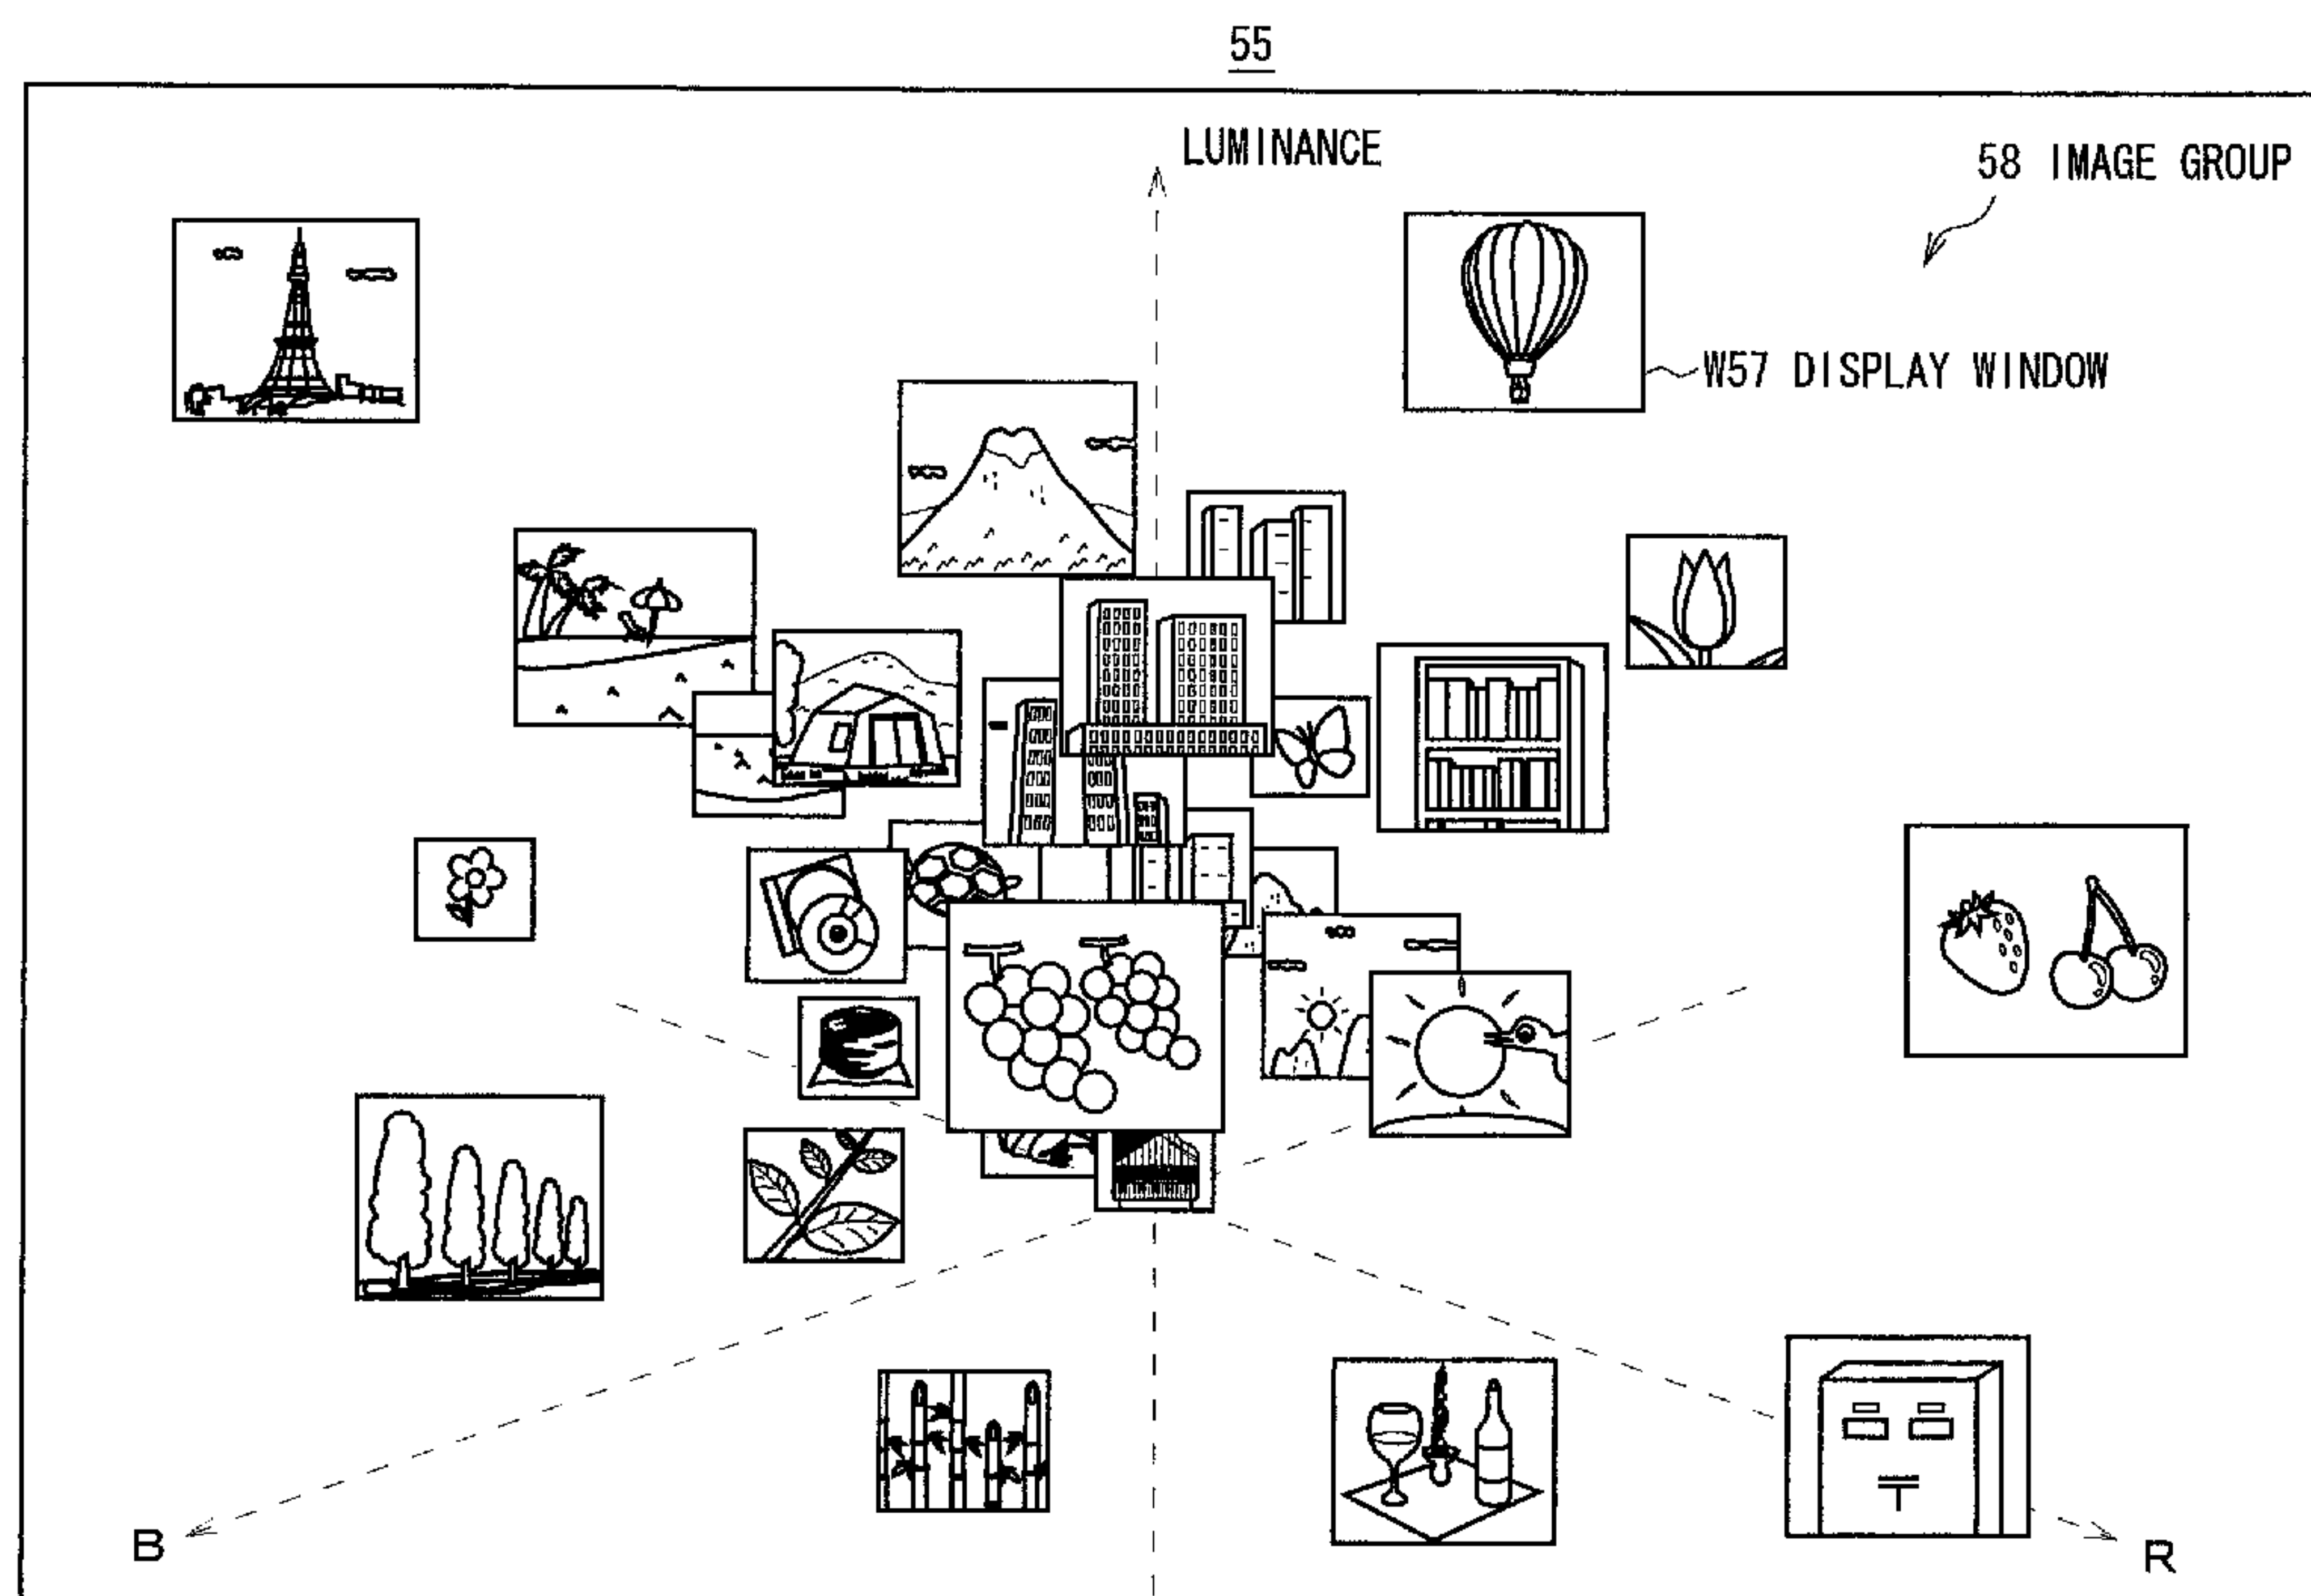 55
LUMINANCE
58 IMAGE GROUP
W57 DISPLAY WINDOW
B
R